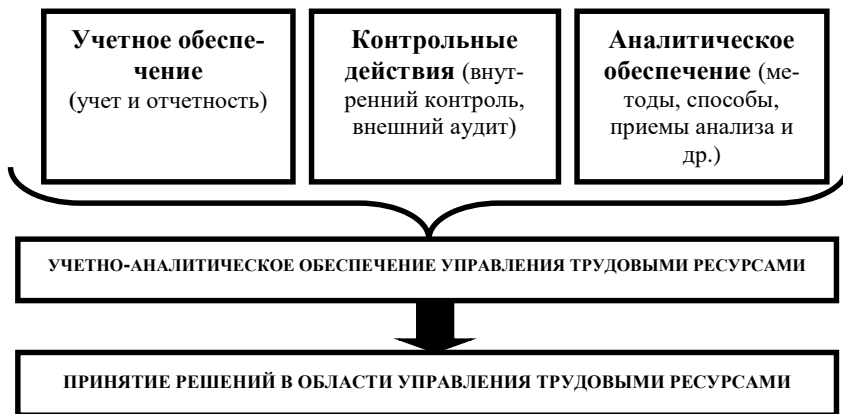 Учетное обеспе-
чение
(учет и отчетность)
Контрольные
действия (внут-
ренний контроль,
внешний аудит)
Аналитическое
обеспечение (ме-
тоды, способы,
приемы анализа и
др.)
УЧЕТНО-АНАЛИТИЧЕСКОЕ ОБЕСПЕЧЕНИЕ УПРАВЛЕНИЯ ТРУДОВЫМИ РЕСУРСАМИ
ПРИНЯТИЕ РЕШЕНИЙ В ОБЛАСТИ УПРАВЛЕНИЯ ТРУДОВЫМИ РЕСУРСАМИ